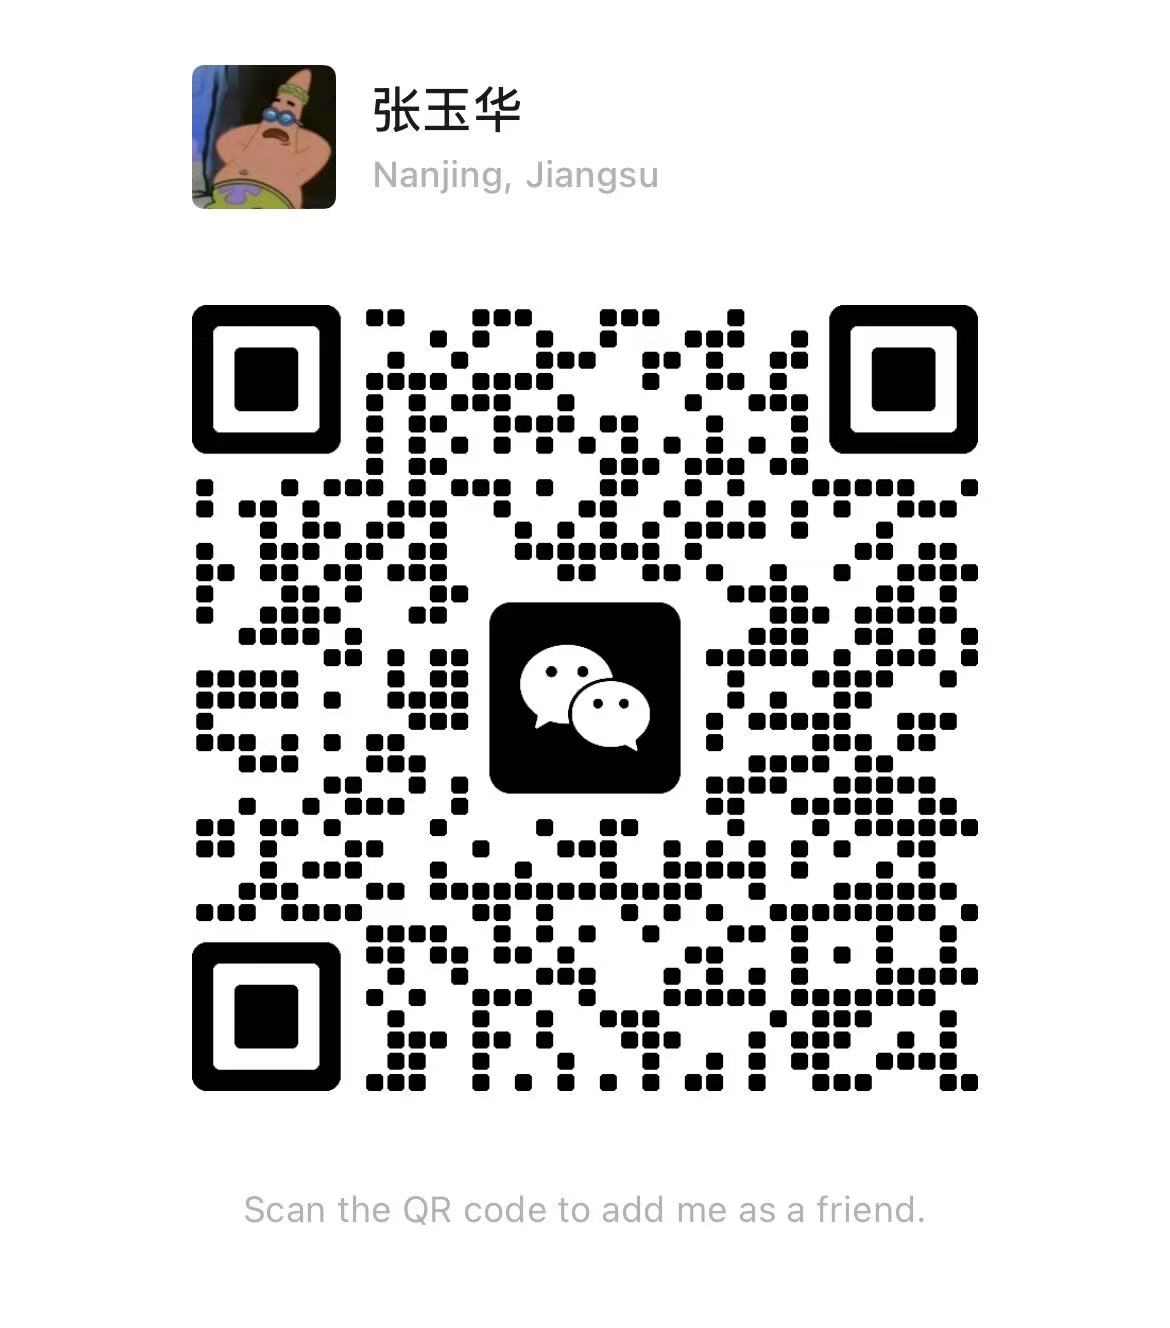 张玉华
Nanjing, Jiangsu
Scan the QR code to add me as a friend.